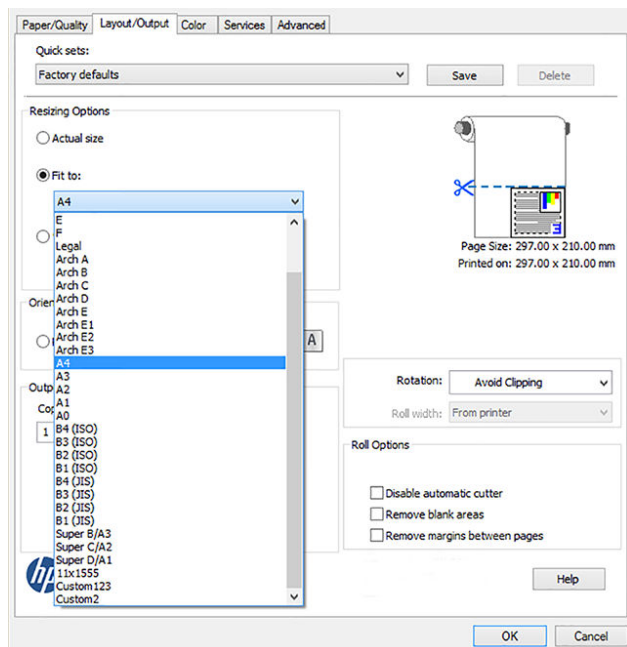 Paper/Quality Layout/Output Color Services Advanced
Quick sets:
Factory defaults Save Delete
Resizing Options
Actual size
Fit to:
A4
E
F
Legal
Arch A
Arch B
Arch C
Arch D
Arch E
Arch E1
Arch E2
Arch E3
A4
A3
A2
A1
A0
B4 (ISO)
B3 (ISO)
B2 (ISO)
B1 (ISO)
B4 (JIS)
B3 (JIS)
B2 (JIS)
B1 (JIS)
Super B/A3
Super C/A2
Super D/A1
11x1555
Custom123
Custom2
Orien
A
Outp
Cop
1
hp
Page Size: 297.00 x 210.00 mm
Printed on: 297.00 x 210.00 mm
Rotation: Avoid Clipping
Roll width: From printer
Roll Options
Disable automatic cutter
Remove blank areas
Remove margins between pages
Help
OK Cancel